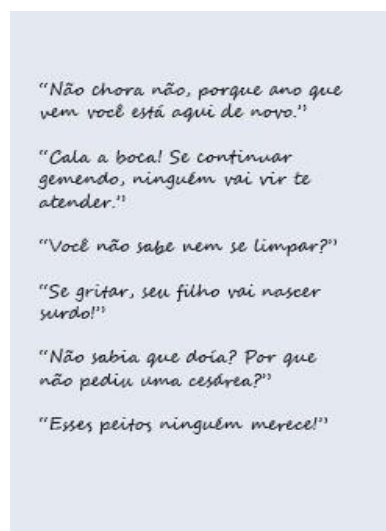 “Não chora não, porque ano que
vem você está aqui de novo.”
“Cala a boca! Se continuar
gemendo, ninguém vai vir te
atender.”
“Você não sabe nem se limpar?”
“Se gritar, seu filho vai nascer
surdo!”
“Não sabia que doía? Por que
não pediu uma cesárea?”
“Esses peitos ninguém merece!”